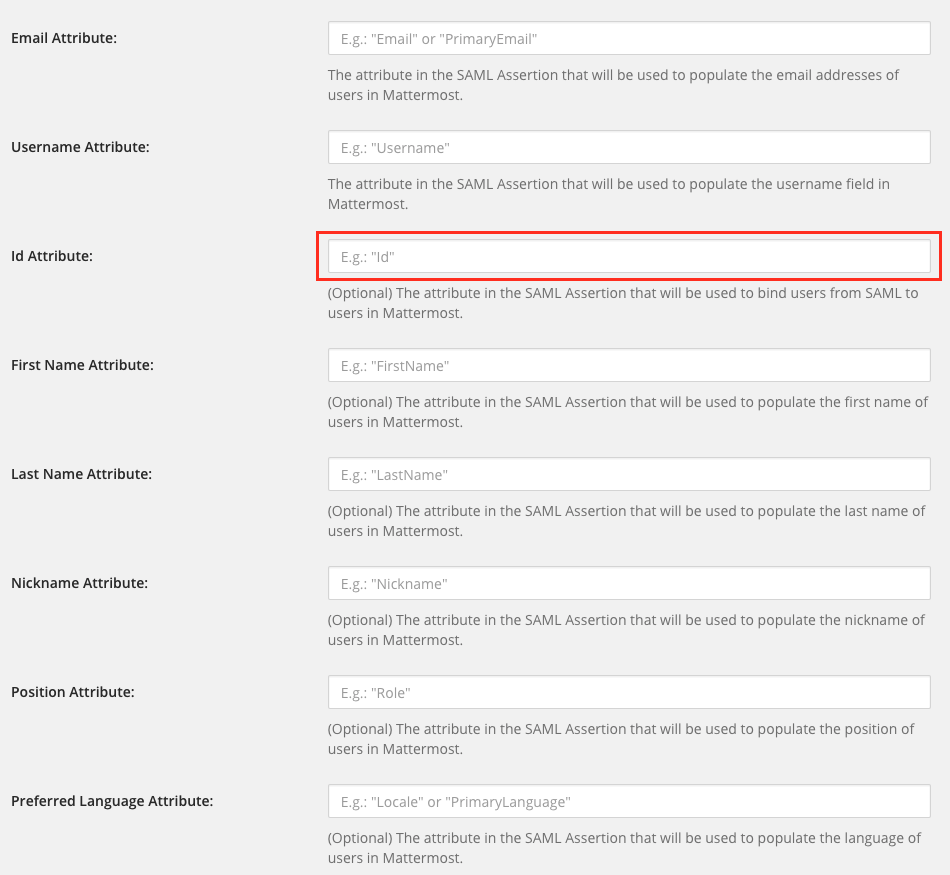 Email Attribute:
E.g.: "Email" or "PrimaryEmail"
The attribute in the SAML Assertion that will be used to populate the email addresses of
users in Mattermost.
Username Attribute:
E.g.: "Username"
The attribute in the SAML Assertion that will be used to populate the username field in
Mattermost.
Id Attribute:
E.g.: "Id"
(Optional) The attribute in the SAML Assertion that will be used to bind users from SAML to
users in Mattermost.
First Name Attribute:
E.g.: "FirstName"
(Optional) The attribute in the SAML Assertion that will be used to populate the first name of
users in Mattermost.
Last Name Attribute:
E.g.: "LastName"
(Optional) The attribute in the SAML Assertion that will be used to populate the last name of
users in Mattermost.
Nickname Attribute:
E.g.: "Nickname"
(Optional) The attribute in the SAML Assertion that will be used to populate the nickname of
users in Mattermost.
Position Attribute:
E.g.: "Role"
(Optional) The attribute in the SAML Assertion that will be used to populate the position of
users in Mattermost.
Preferred Language Attribute:
E.g.: "Locale" or "PrimaryLanguage"
(Optional) The attribute in the SAML Assertion that will be used to populate the language of
users in Mattermost.